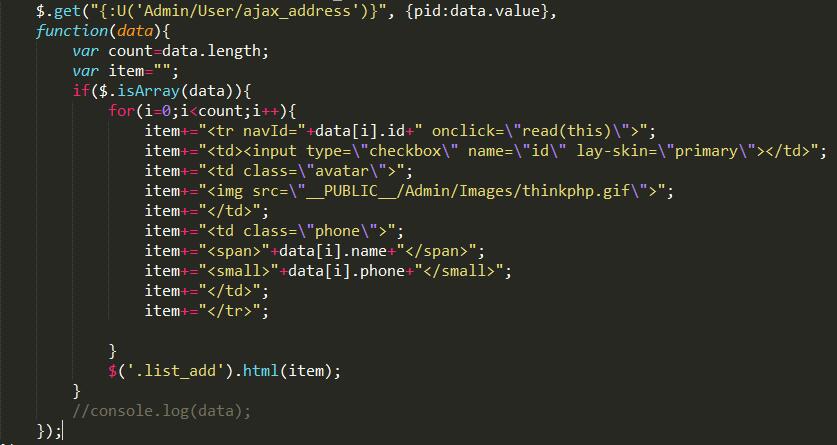 $.get("{:U('Admin/User/ajax_address')}", {pid:data.value},
function(data){
var count=data.length;
var item="";
if($.isArray(data)){
for(i=0;i<count;i++){
item+="<tr navId="+data[i].id+" onclick=\"read(this)\">";
item+="<td><input type=\"checkbox\" name=\"id\" lay-skin=\"primary\"></td>";
item+="<td class=\"avatar\">";
item+="<img src=\"__PUBLIC__/Admin/Images/thinkphp.gif\">";
item+="</td>";
item+="<td class=\"phone\">";
item+="<span>"+data[i].name+"</span>";
item+="<small>"+data[i].phone+"</small>";
item+="</td>";
item+="</tr>";
}
$('.list_add').html(item);
}
//console.log(data);
});